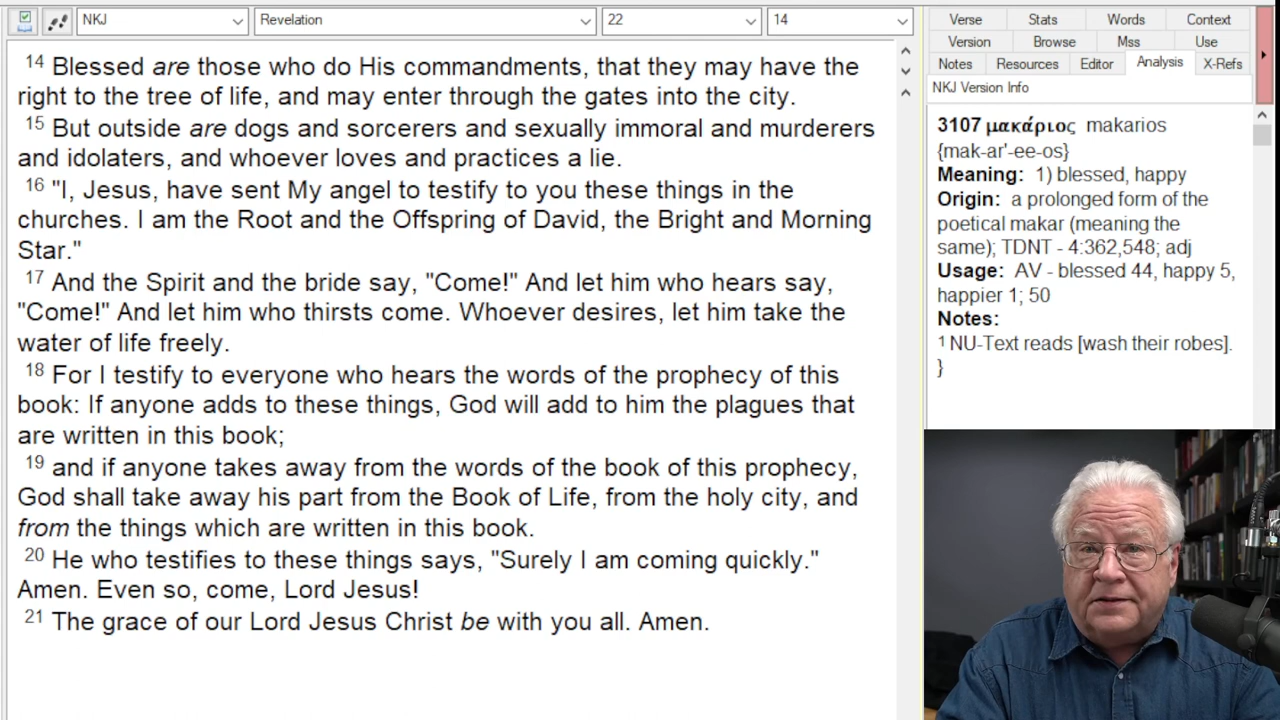 NKJ Revelation 22 14
14 Blessed are those who do His commandments, that they may have the
right to the tree of life, and may enter through the gates into the city.
15 But outside are dogs and sorcerers and sexually immoral and murderers
and idolaters, and whoever loves and practices a lie.
16 "I, Jesus, have sent My angel to testify to you these things in the
churches. I am the Root and the Offspring of David, the Bright and Morning
Star."
17 And the Spirit and the bride say, "Come!" And let him who hears say,
"Come!" And let him who thirsts come. Whoever desires, let him take the
water of life freely.
18 For I testify to everyone who hears the words of the prophecy of this
book: If anyone adds to these things, God will add to him the plagues that
are written in this book;
19 and if anyone takes away from the words of the book of this prophecy,
God shall take away his part from the Book of Life, from the holy city, and
from the things which are written in this book.
20 He who testifies to these things says, "Surely I am coming quickly."
Amen. Even so, come, Lord Jesus!
21 The grace of our Lord Jesus Christ be with you all. Amen.
Verse Stats Words Context
Version Browse Mss Use
Notes Resources Editor Analysis X-Refs
NKJ Version Info
3107 μακάριος makarios
{mak-ar'-ee-os}
Meaning: 1) blessed, happy
Origin: a prolonged form of the
poetical makar (meaning the
same); TDNT - 4:362,548; adj
Usage: AV - blessed 44, happy 5,
happier 1; 50
Notes:
1 NU-Text reads [wash their robes].
}